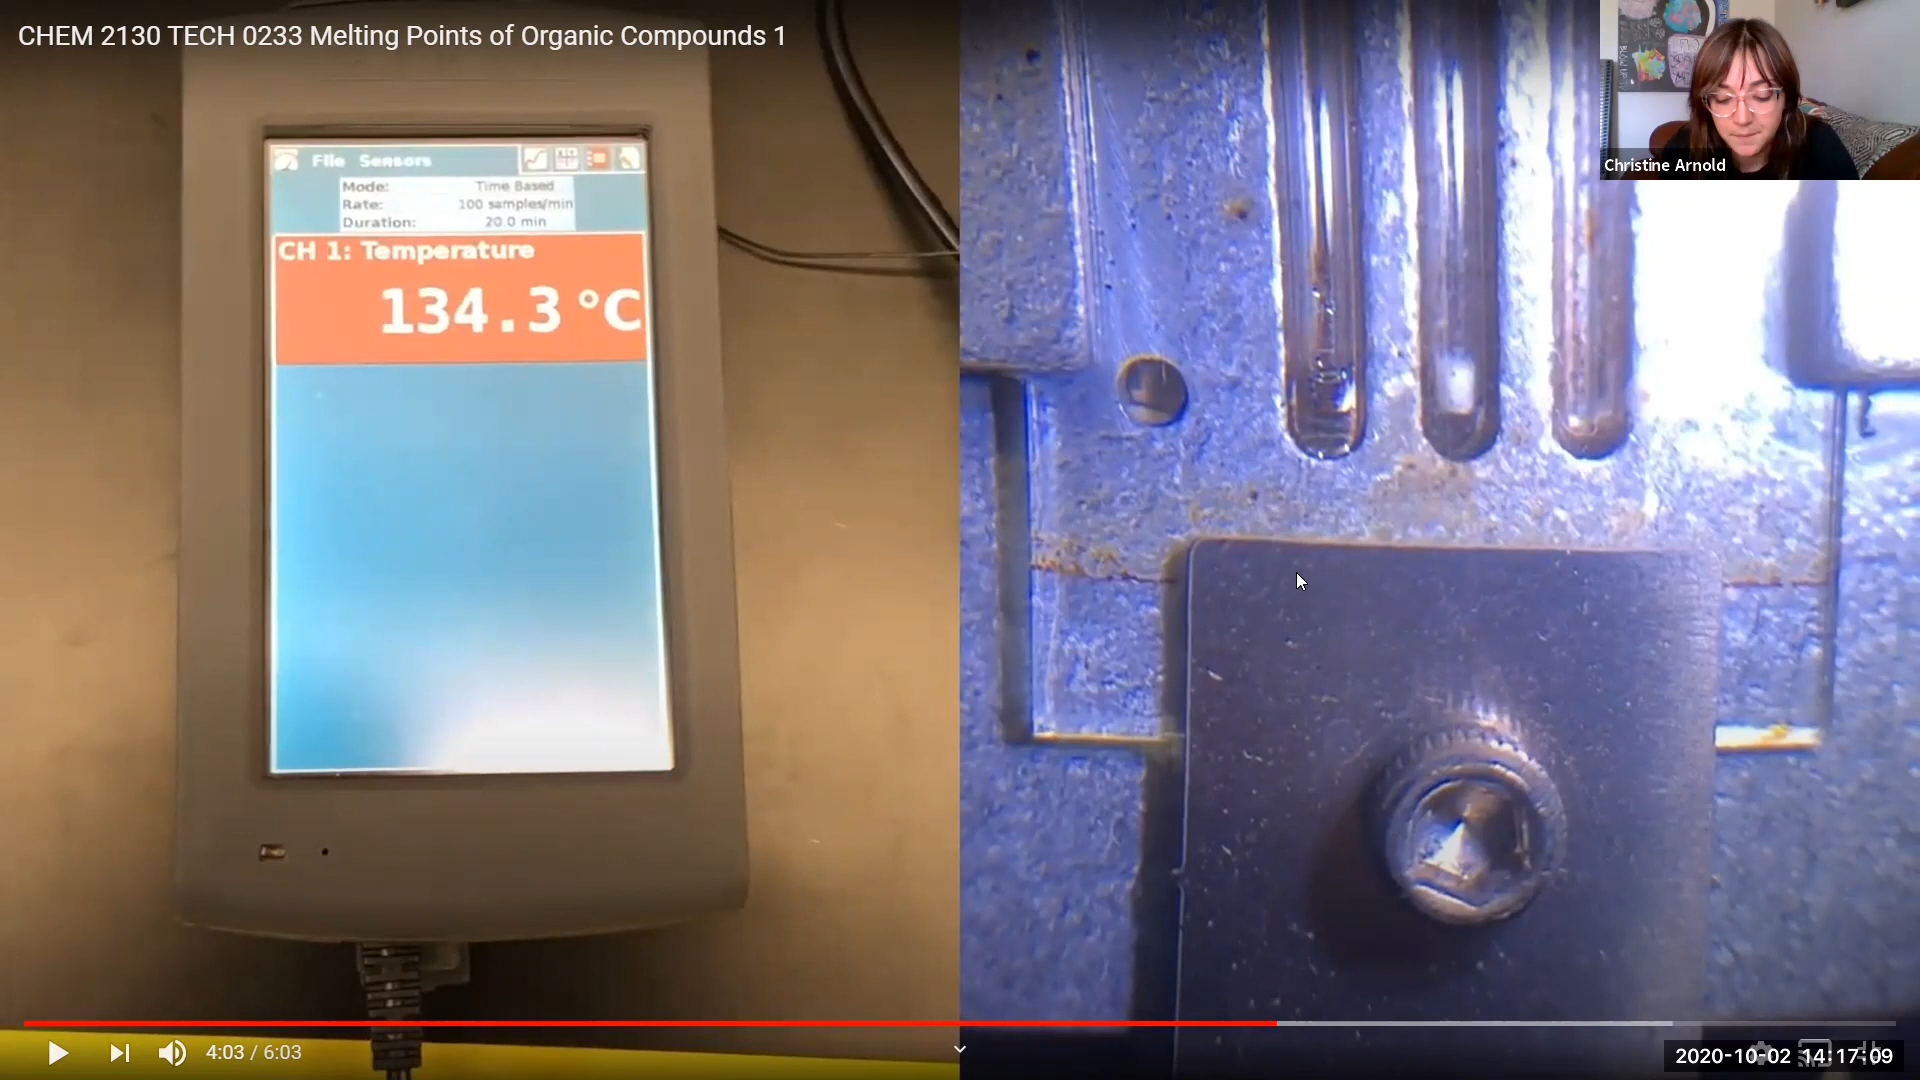 CHEM 2130 TECH 0233 Melting Points of Organic Compounds 1
File Sensors
Mode: Time Based
Rate: 100 samples/min
Duration: 20.0 min
CH 1: Temperature
134.3 °C
Christine Arnold
4:03 / 6:03
2020-10-02 14:17:09